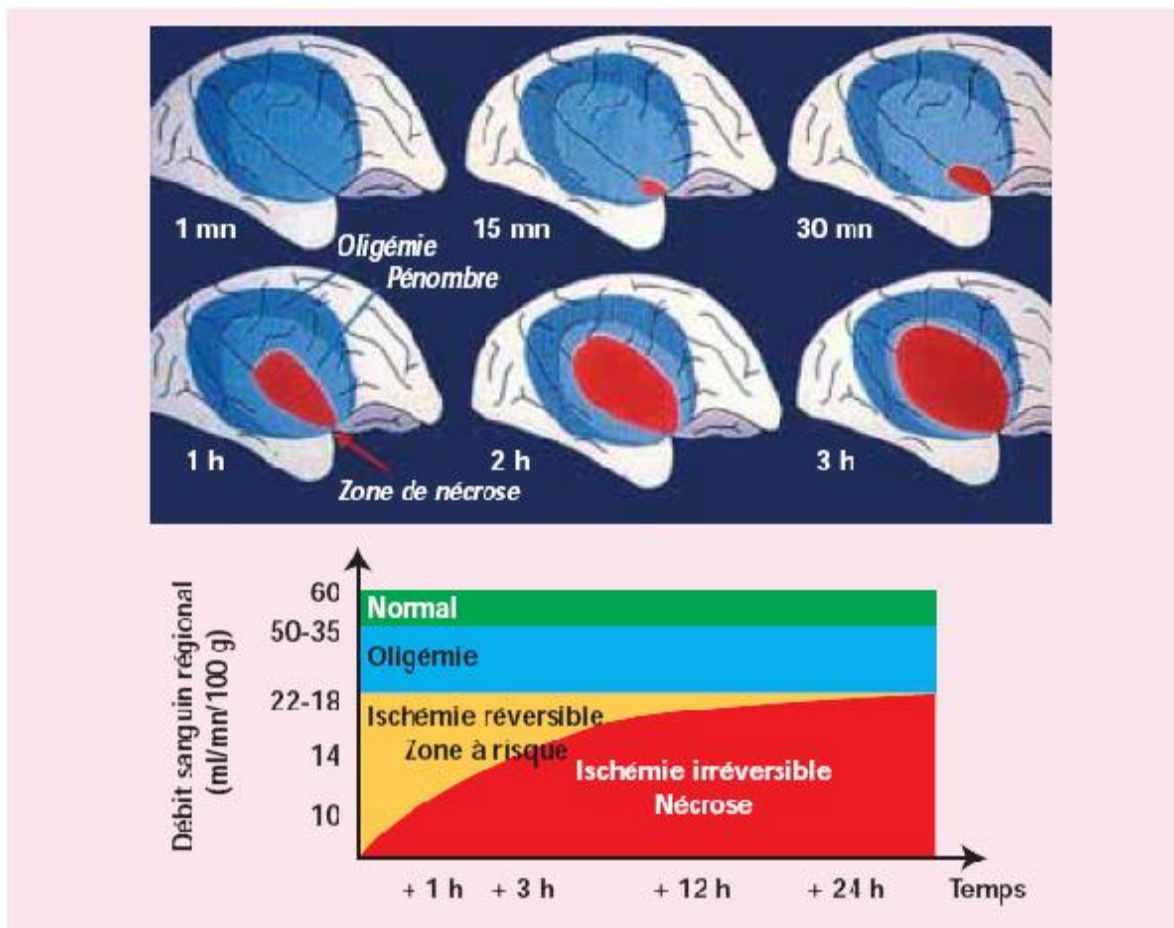 1 mn
15 mn
30 mn
Oligémie
Pénombre
1 h
2 h
3 h
Zone de nécrose
Débit sanguin régional
(ml/mn/100 g)
60
50-35
22-18
14
10
Normal
Oligémie
Ischémie réversible
Zone à risque
Ischémie irréversible
Nécrose
+ 1 h
+ 3 h
+ 12 h
+ 24 h
Temps